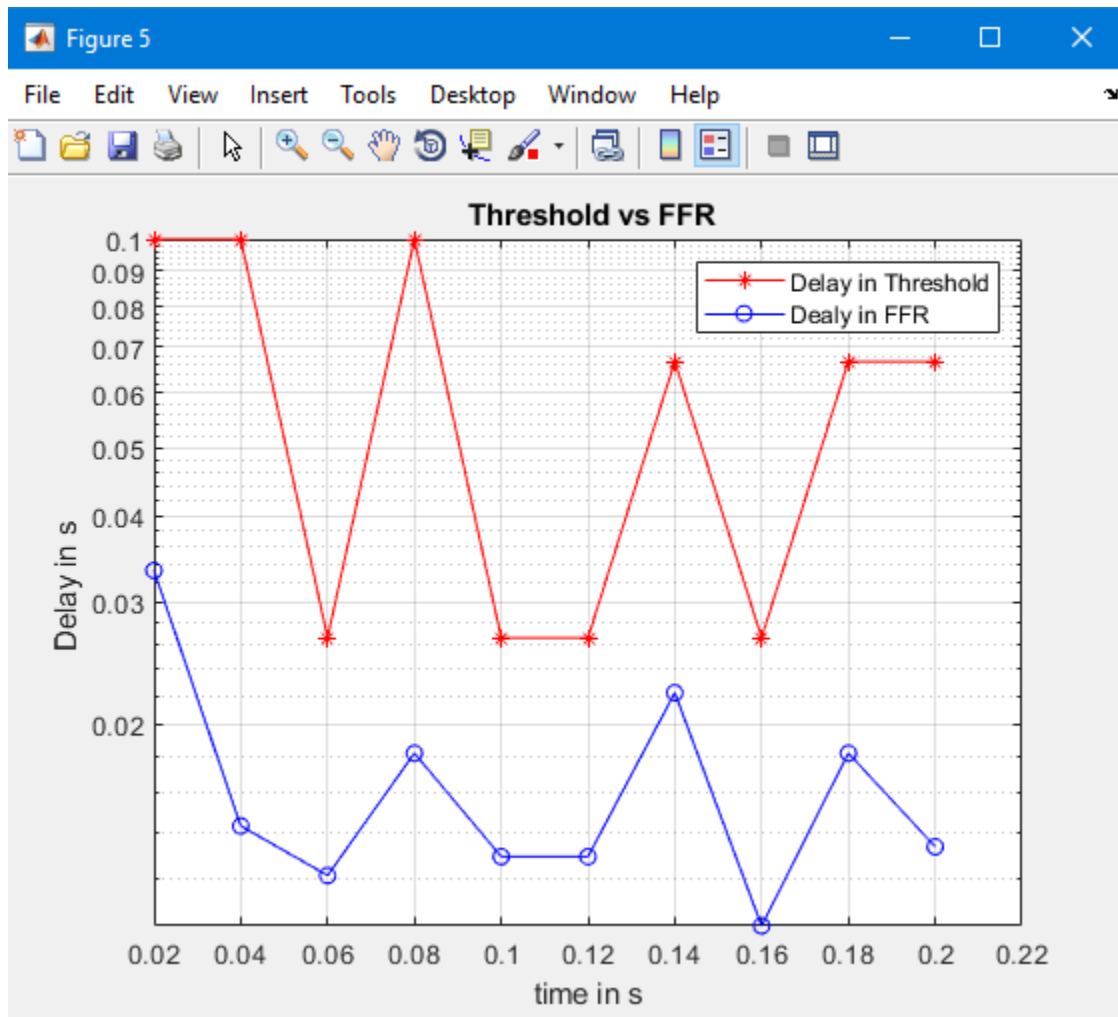 Figure 5
File Edit View Insert Tools Desktop Window Help
Threshold vs FFR
Delay in Threshold
Dealy in FFR
0.1
0.09
0.08
0.07
0.06
0.05
0.04
0.03
0.02
Delay in s
0.02 0.04 0.06 0.08 0.1 0.12 0.14 0.16 0.18 0.2 0.22
time in s